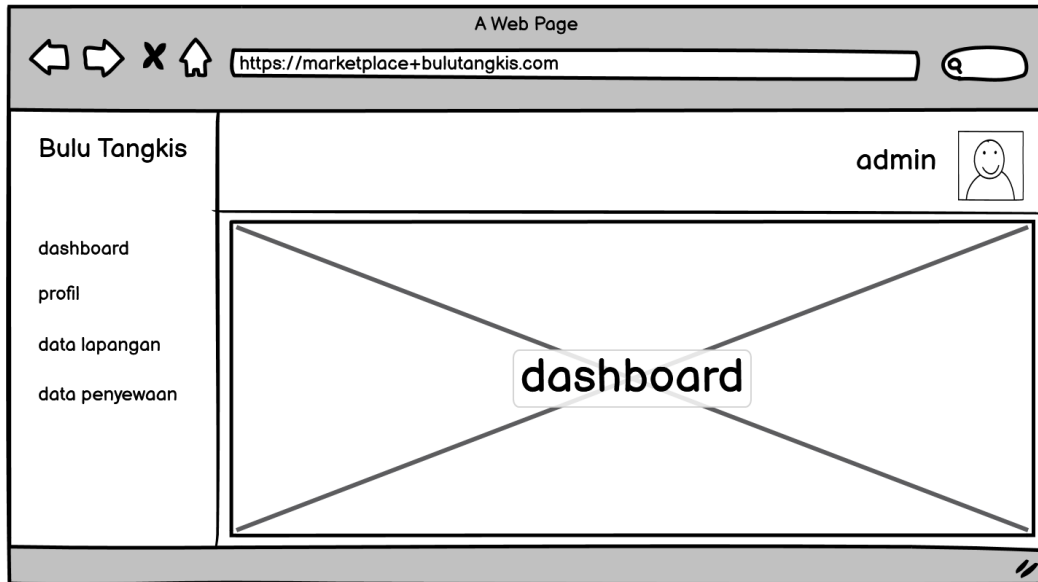 A Web Page
https://marketplace+bulutangkis.com
Bulu Tangkis
admin
dashboard
profil
data lapangan
data penyewaan
dashboard